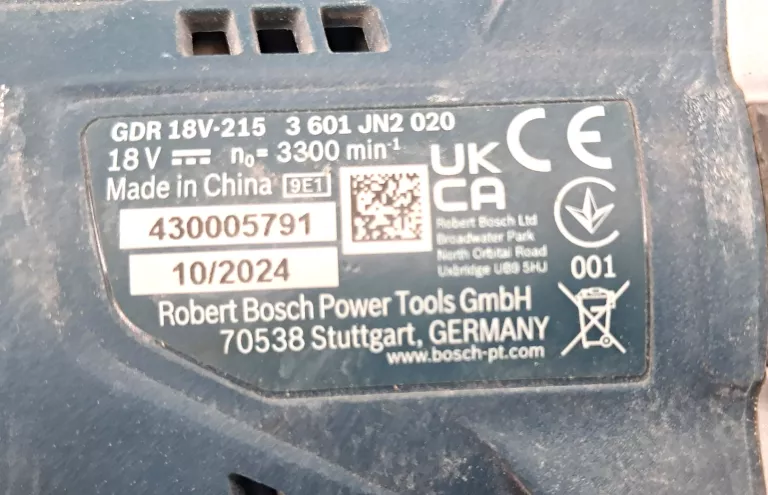 GDR 18V-215 3 601 JN2 020
18 V n₀= 3300 min⁻¹
Made in China 9E1
430005791
10/2024
UK
CA
CE
Robert Bosch Ltd
Broadwater Park
North Orbital Road
Uxbridge UB9 5HJ
001
Robert Bosch Power Tools GmbH
70538 Stuttgart, GERMANY
www.bosch-pt.com